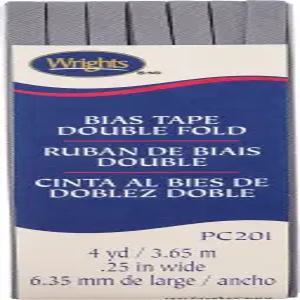 Wrights
BIAS TAPE
DOUBLE FOLD
RUBAN DE BIAIS
DOUBLE
CINTA AL BIES DE
DOBLEZ DOBLE
PC201
4 yd / 3.65 m
.25 in wide
6.35 mm de large / ancho